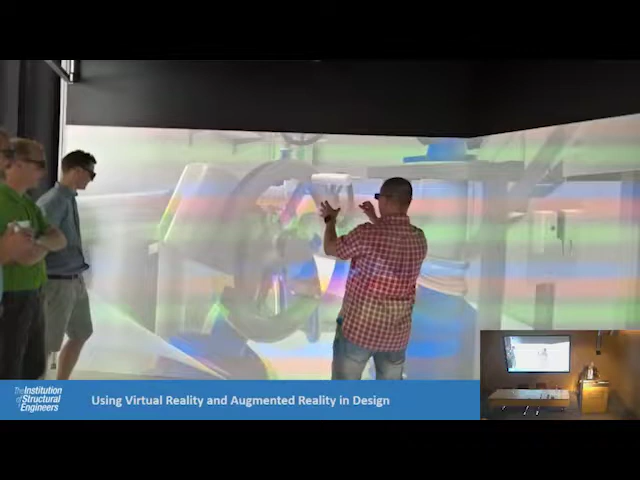 the Institution
of Structural
Engineers
Using Virtual Reality and Augmented Reality in Design